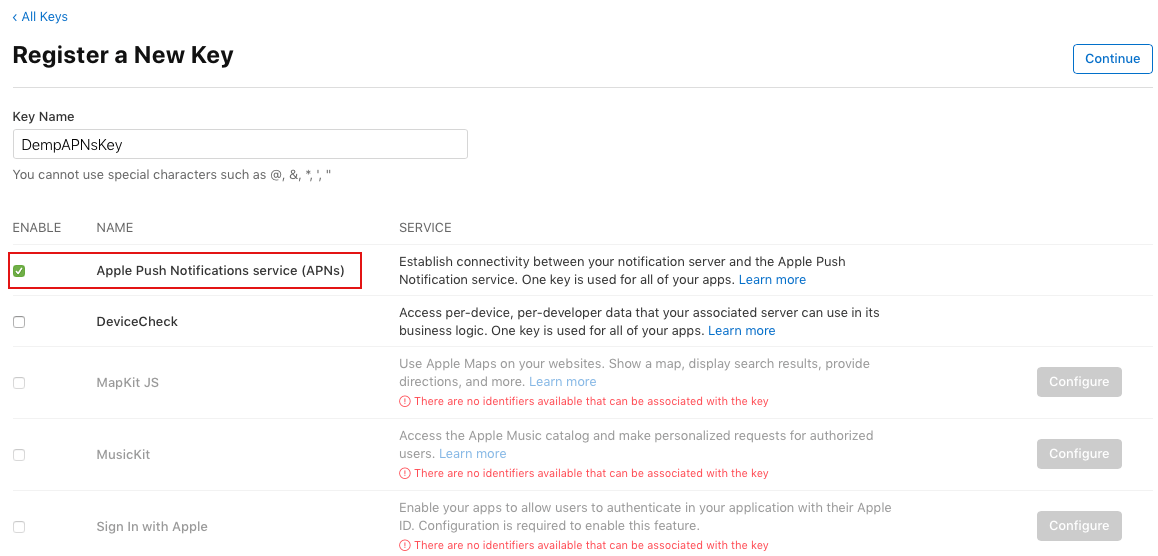 ‹ All Keys
Register a New Key
Continue
Key Name
DempAPNsKey
You cannot use special characters such as @, &, *, ', "
ENABLE NAME SERVICE
Apple Push Notifications service (APNs)
Establish connectivity between your notification server and the Apple Push
Notification service. One key is used for all of your apps. Learn more
DeviceCheck
Access per-device, per-developer data that your associated server can use in its
business logic. One key is used for all of your apps. Learn more
MapKit JS
Use Apple Maps on your websites. Show a map, display search results, provide
directions, and more. Learn more
There are no identifiers available that can be associated with the key
Configure
MusicKit
Access the Apple Music catalog and make personalized requests for authorized
users. Learn more
There are no identifiers available that can be associated with the key
Configure
Sign In with Apple
Enable your apps to allow users to authenticate in your application with their Apple
ID. Configuration is required to enable this feature.
There are no identifiers available that can be associated with the key
Configure